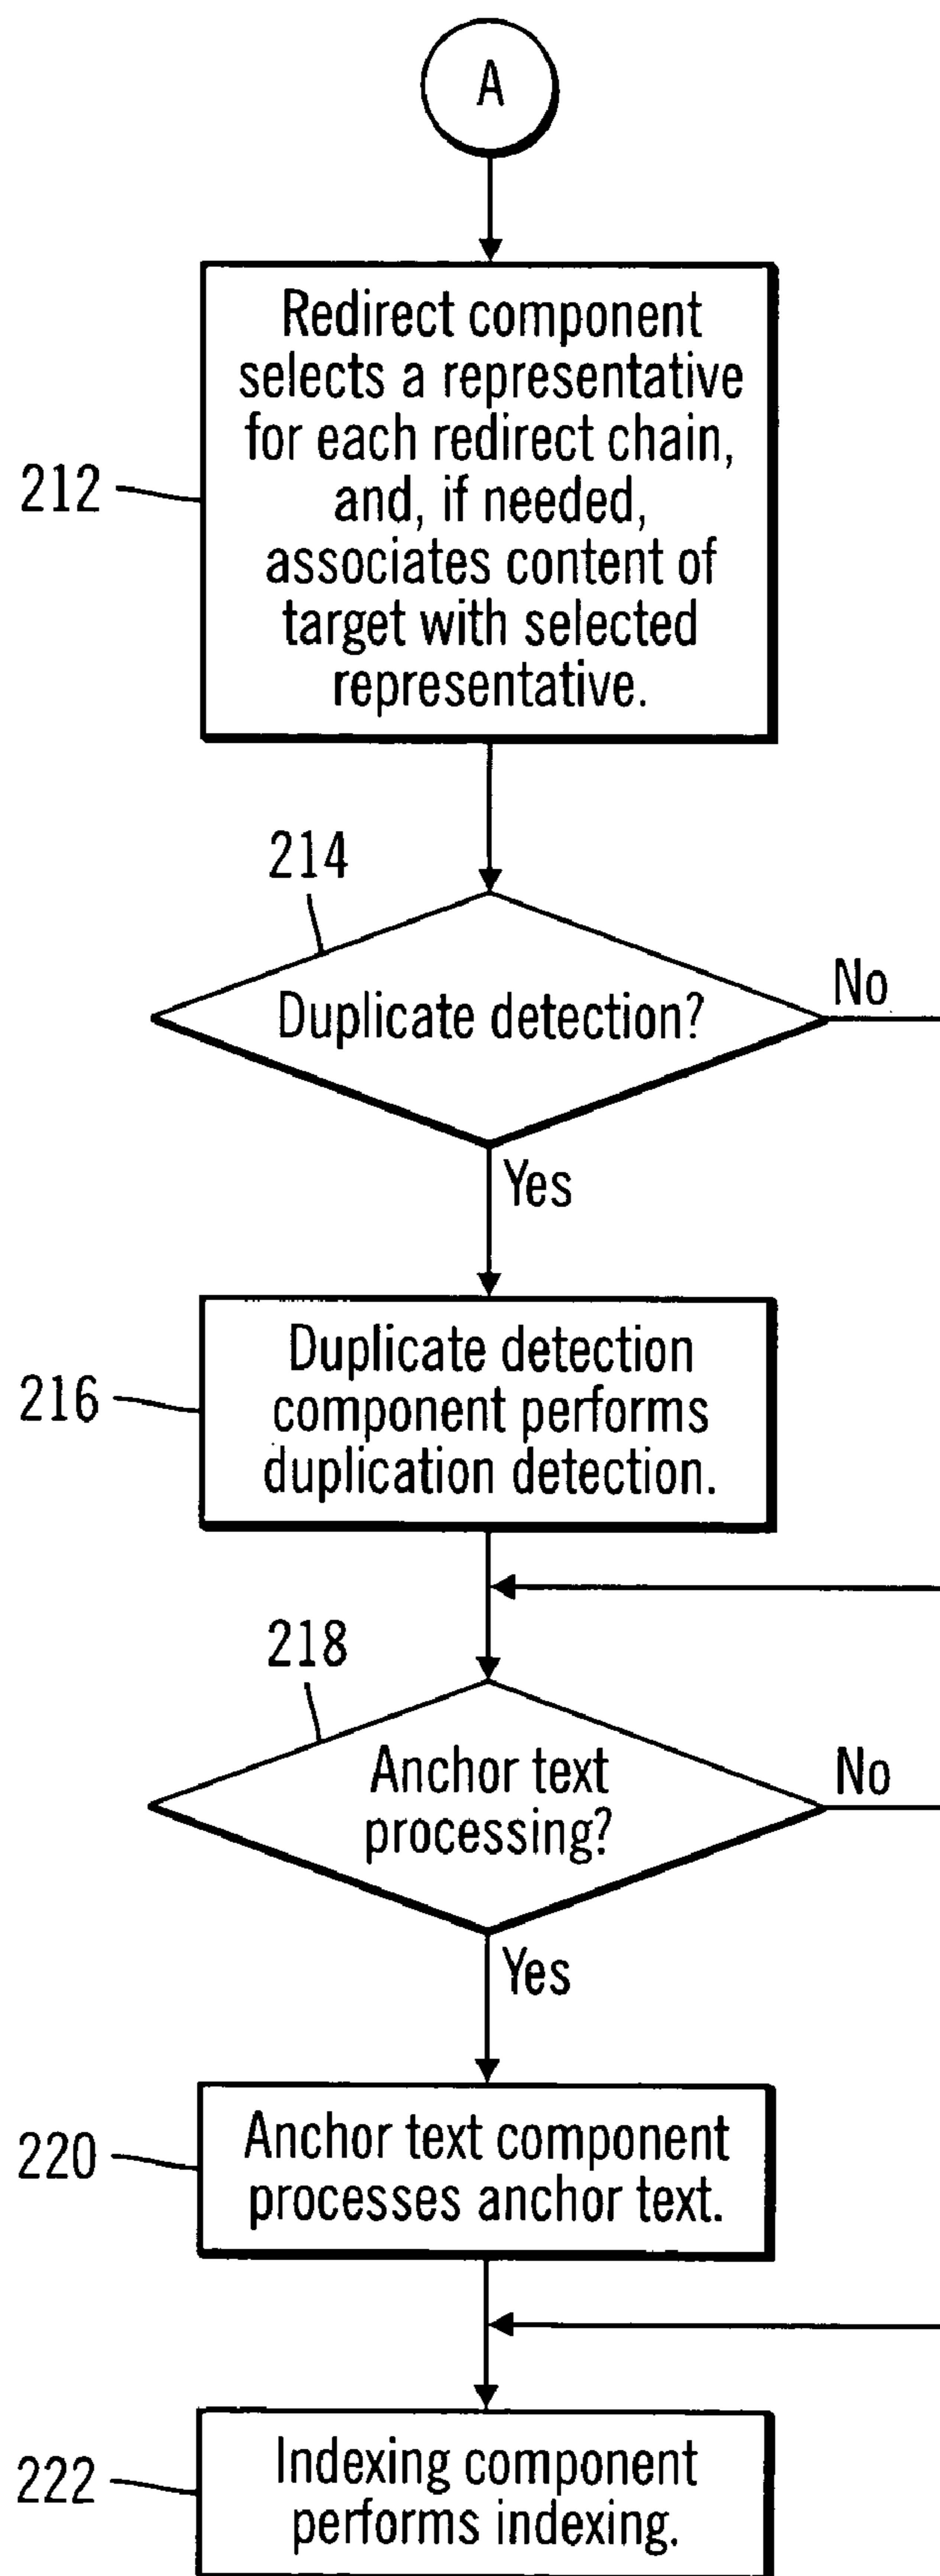 A
Redirect component
selects a representative
for each redirect chain,
and, if needed,
associates content of
target with selected
representative.
212
214
Duplicate detection?
No
Yes
Duplicate detection
component performs
duplication detection.
216
218
Anchor text
processing?
No
Yes
Anchor text component
processes anchor text.
220
Indexing component
performs indexing.
222